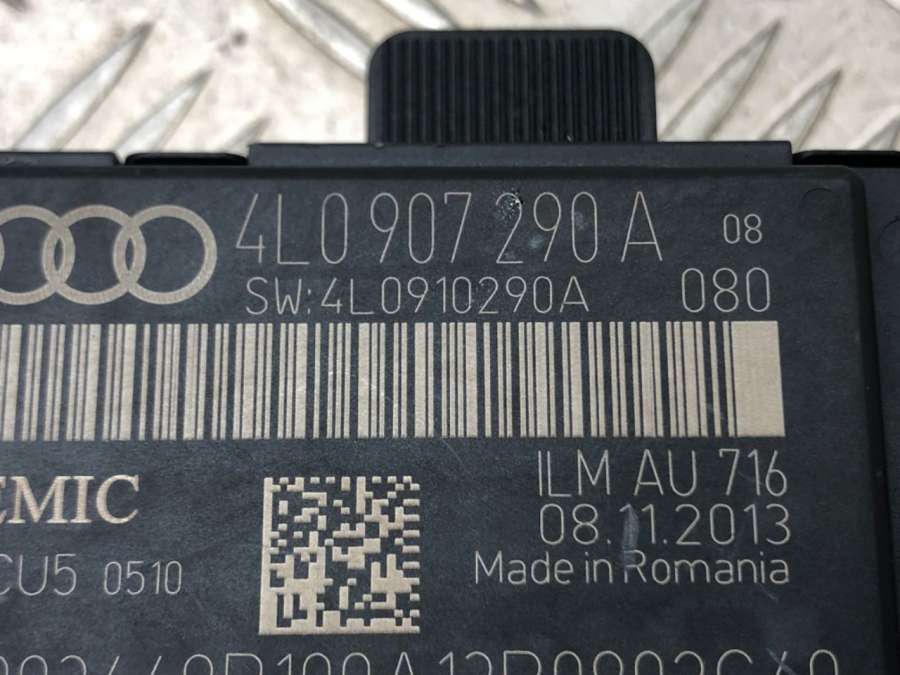 4L0 907 290 A 08
SW:4L0910290A 080
EMIC
ILM AU 716
08.11.2013
CU5 0510
Made in Romania